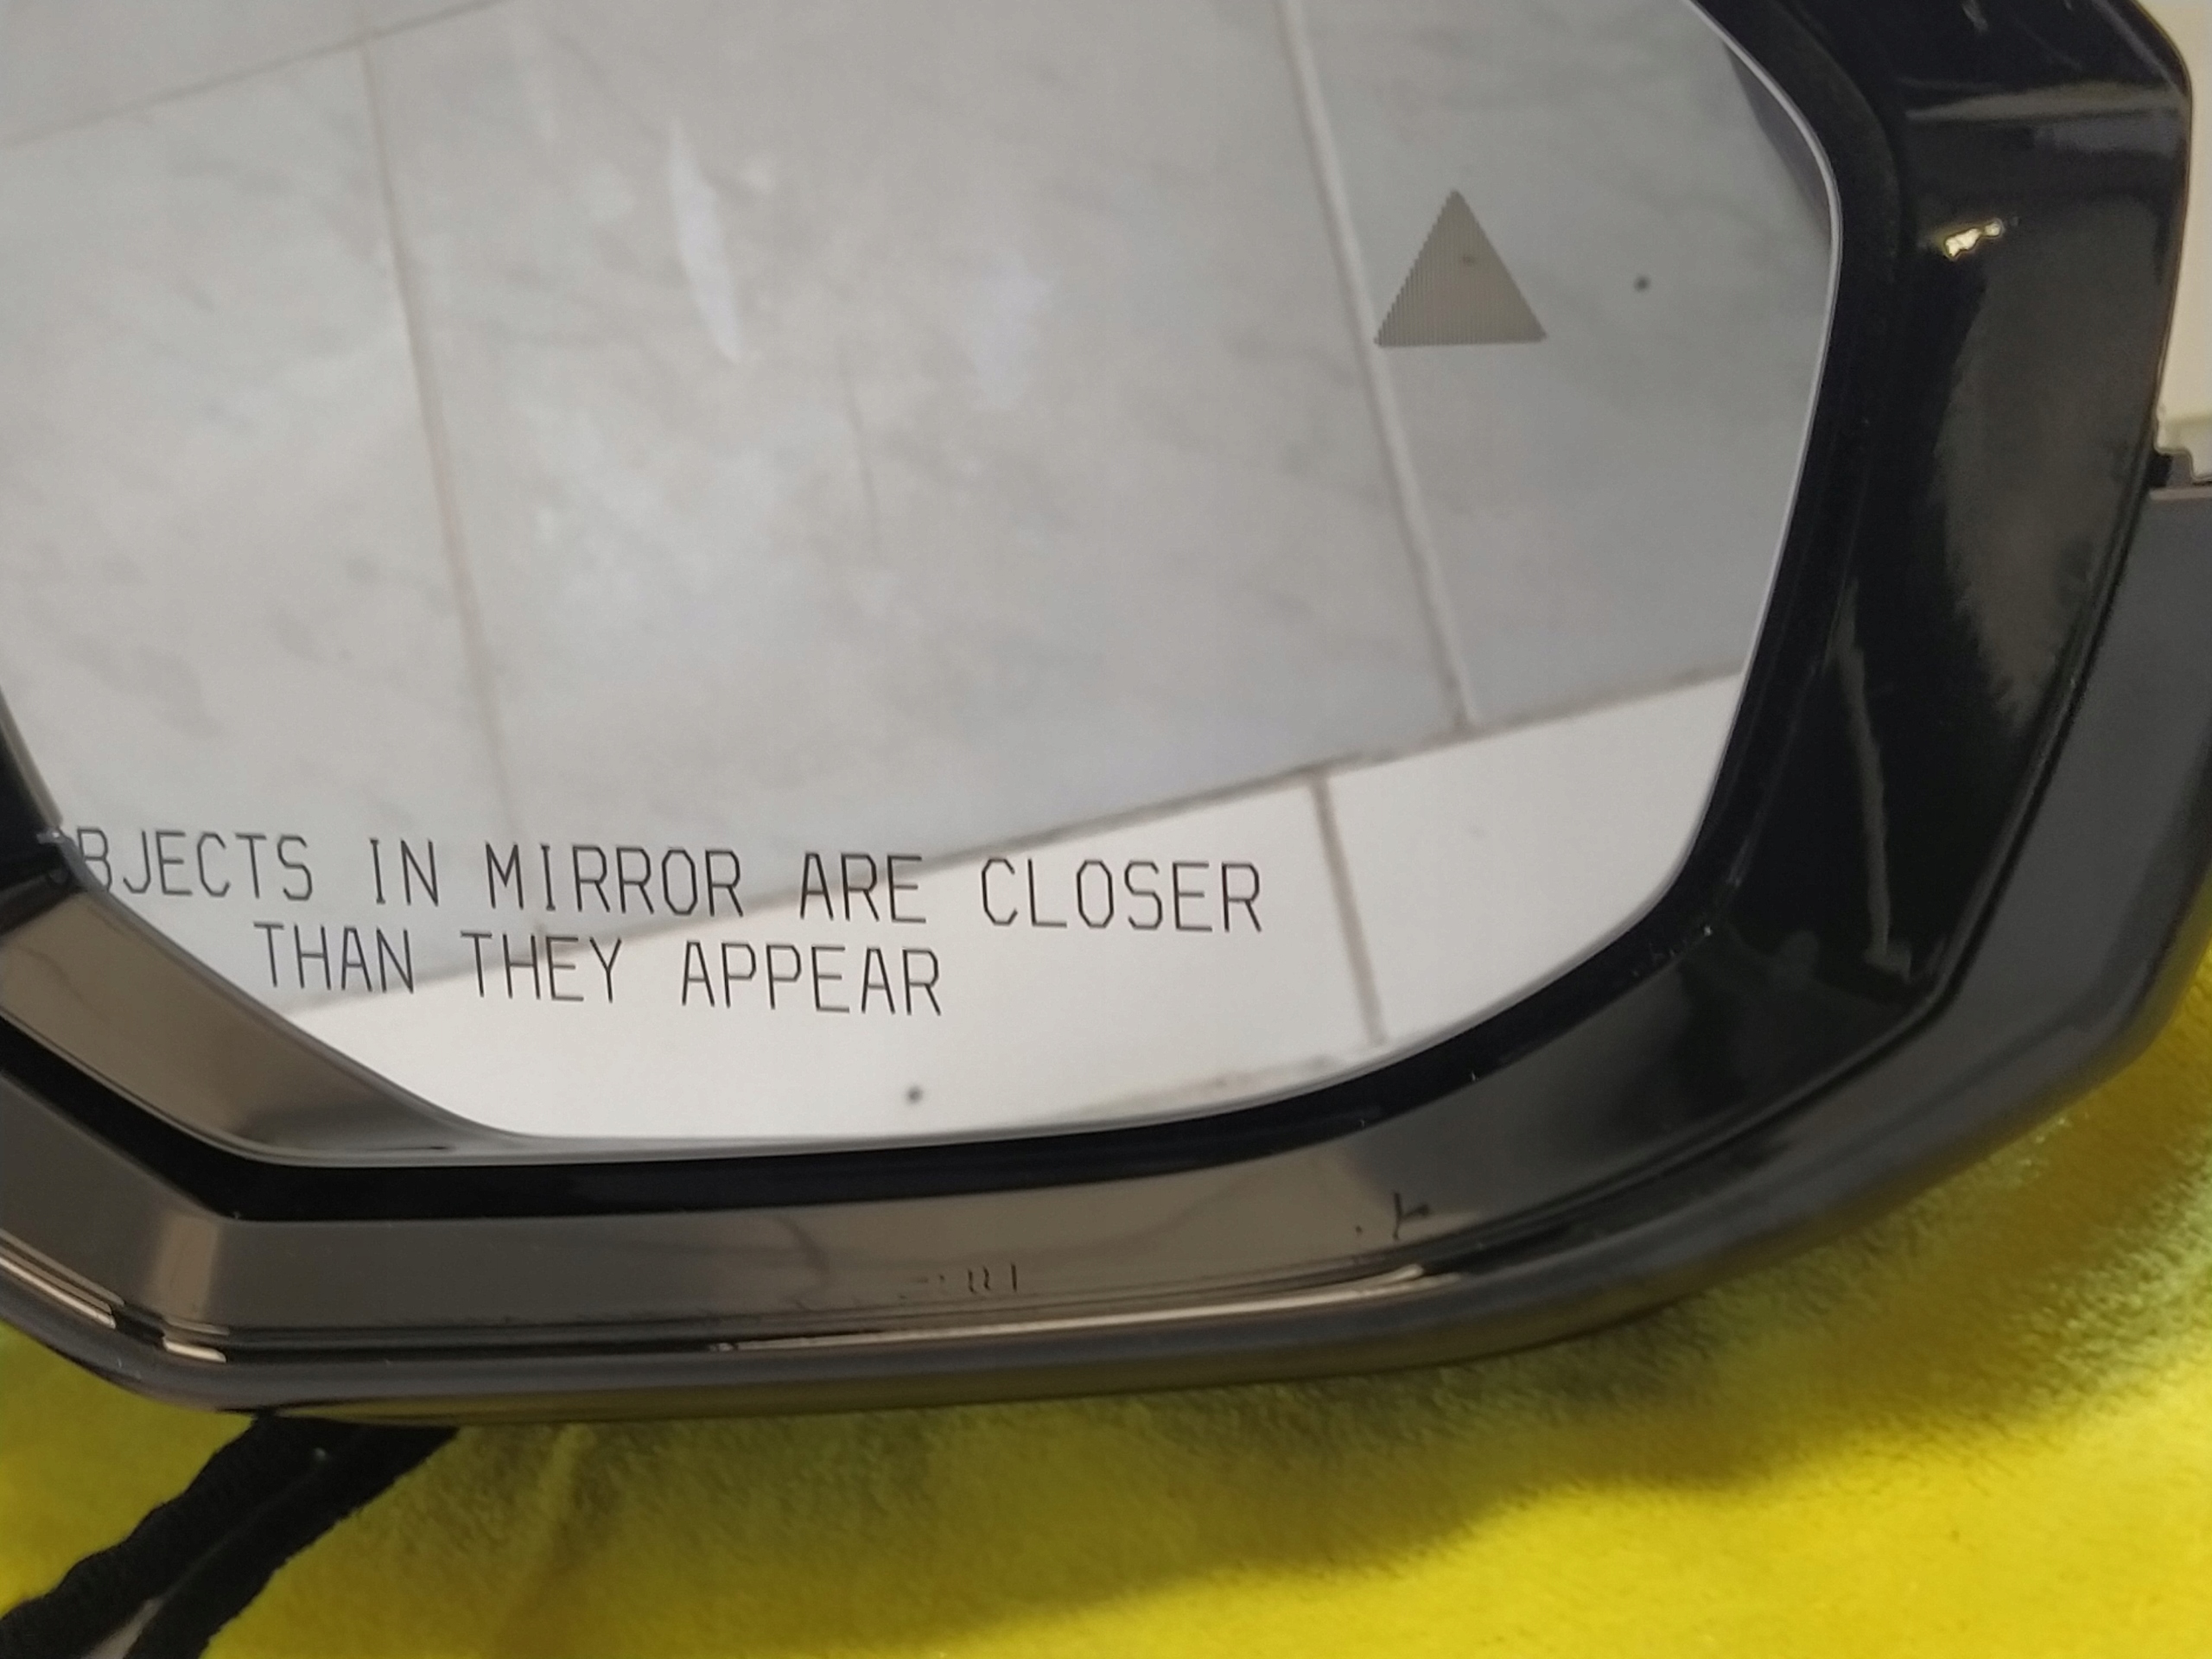 BJECTS IN MIRROR ARE CLOSER
THAN THEY APPEAR